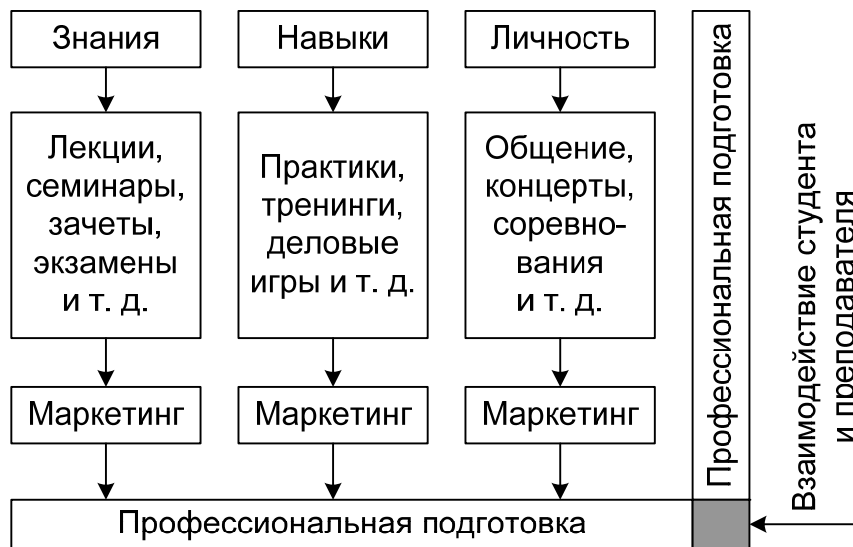 Знания
Навыки
Личность
Лекции,
семинары,
зачеты,
экзамены
и т. д.
Практики,
тренинги,
деловые
игры и т. д.
Общение,
концерты,
соревно-
вания
и т. д.
Маркетинг
Маркетинг
Маркетинг
Профессиональная подготовка
Профессиональная подготовка
Взаимодействие студента
и преподавателя